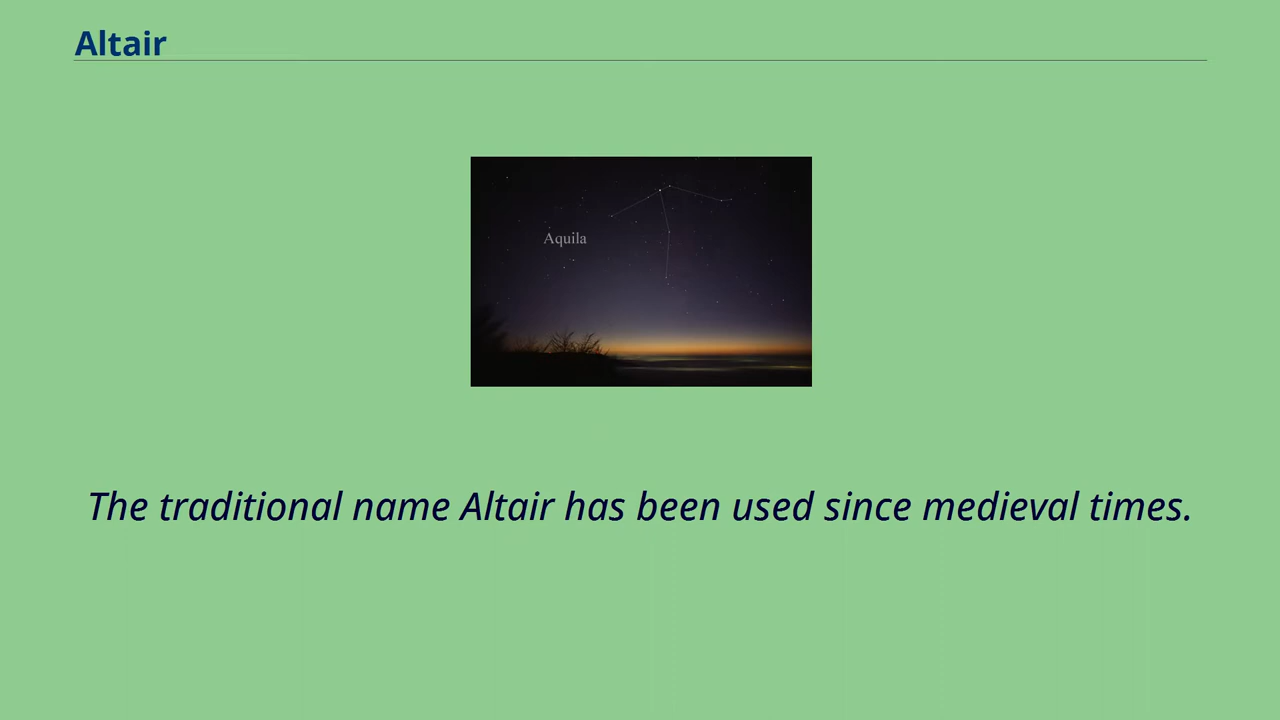 Altair
Aquila
The traditional name Altair has been used since medieval times.